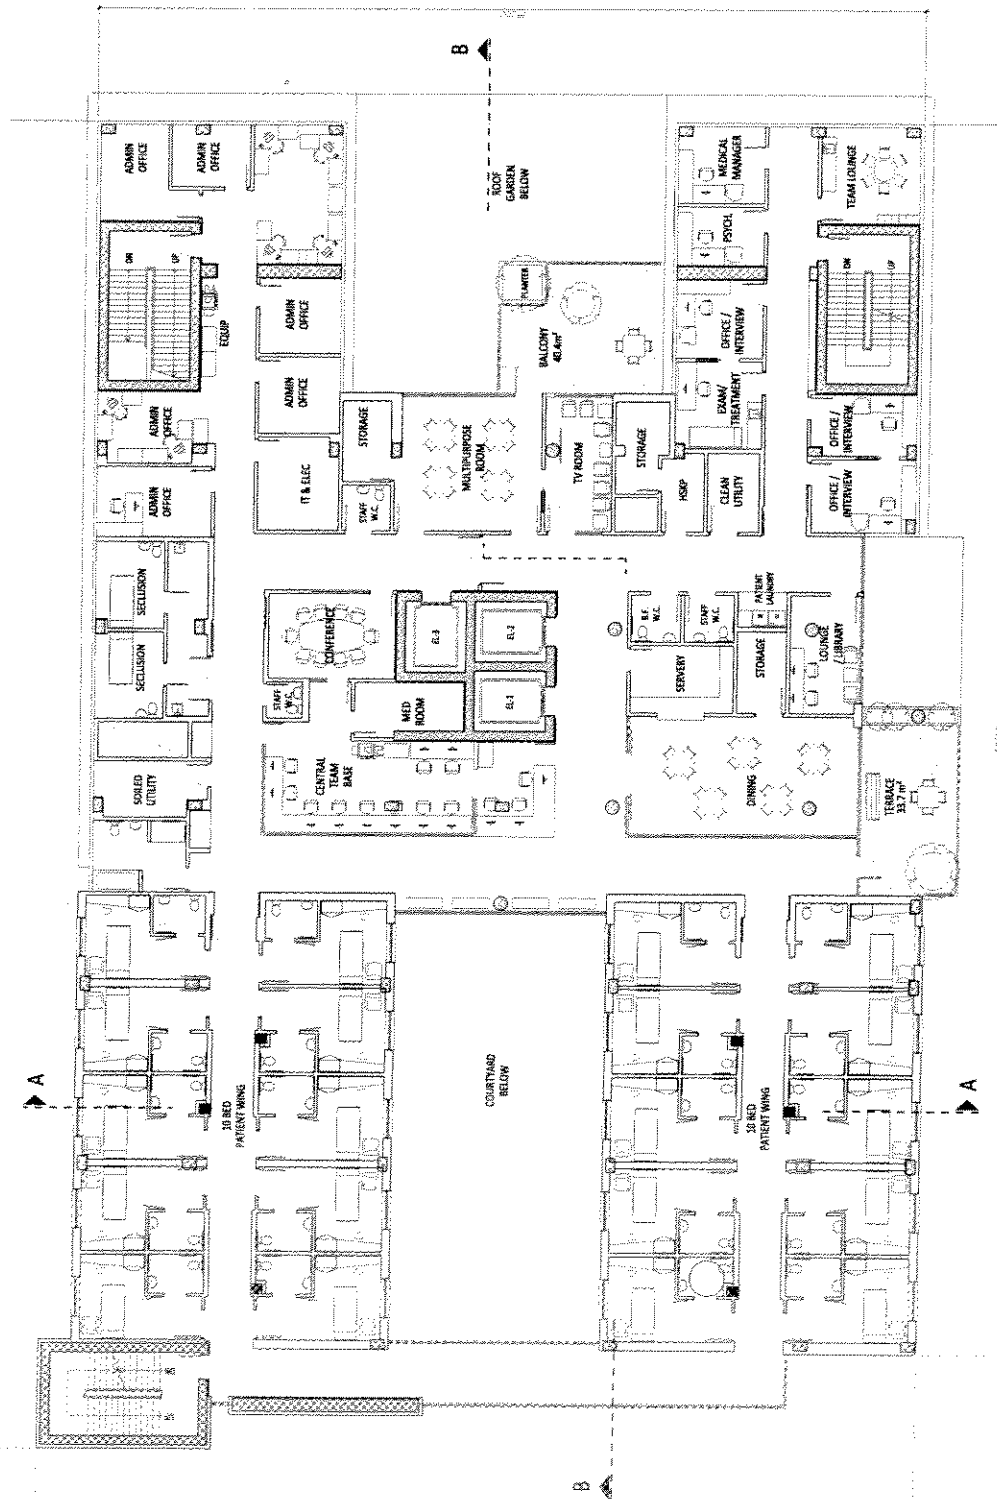 A
SOILED
UTILITY
SECLUSION
SECLUSION
ADMIN
OFFICE
ADMIN
OFFICE
DN
UP
EQUIP
ADMIN
OFFICE
ADMIN
OFFICE
10 BED
PATIENT WING
CENTRAL
TEAM
BASE
STAFF
W.C.
MED
ROOM
CONFERENCE
IT & ELEC
ADMIN
OFFICE
ADMIN
OFFICE
STAFF
W.C.
STORAGE
EL-3
EL-1
EL-2
MULTIPURPOSE
ROOM
B
COURTYARD
BELOW
ROOF
GARDEN
BELOW
PLANTER
BALCONY
TV ROOM
B
SERVERY
B.F.
W.C.
STAFF
W.C.
STORAGE
HSKP
CLEAN
UTILITY
EXAM/
TREATMENT
OFFICE /
INTERVIEW
PSYCH.
MEDICAL
MANAGER
10 BED
PATIENT WING
DINING
STORAGE
PATIENT
LAUNDRY
LOUNGE
/ LIBRARY
OFFICE /
INTERVIEW
OFFICE /
INTERVIEW
DN
UP
TEAM LOUNGE
TERRACE
33.7 m²
A